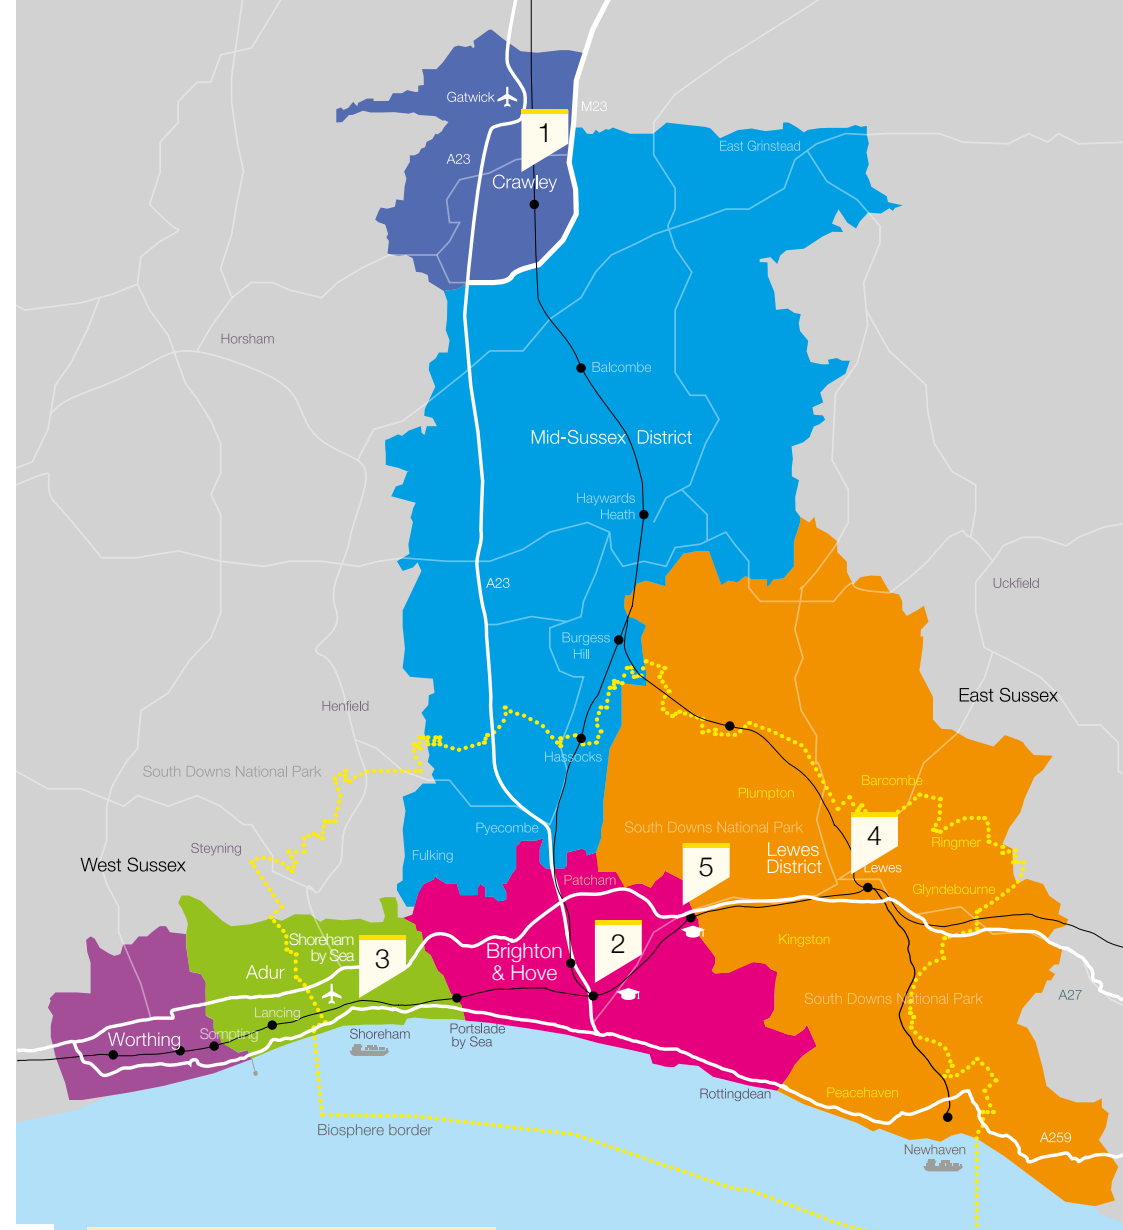 Gatwick
M23
1
East Grinstead
A23
Crawley
Horsham
Balcombe
Mid-Sussex District
Haywards
Heath
A23
Uckfield
Burgess
Hill
East Sussex
Henfield
Hassocks
South Downs National Park
Barcombe
Plumpton
Pyecombe
South Downs National Park
4
Ringmer
Steyning
Fulking
Lewes
District
West Sussex
5
Lewes
Patcham
Glyndebourne
Shoreham
by Sea
Kingston
2
Brighton
& Hove
3
Adur
South Downs National Park
A27
Lancing
Sompting
Worthing
Shoreham
Portslade
by Sea
Rottingdean
Peacehaven
Biosphere border
A259
Newhaven